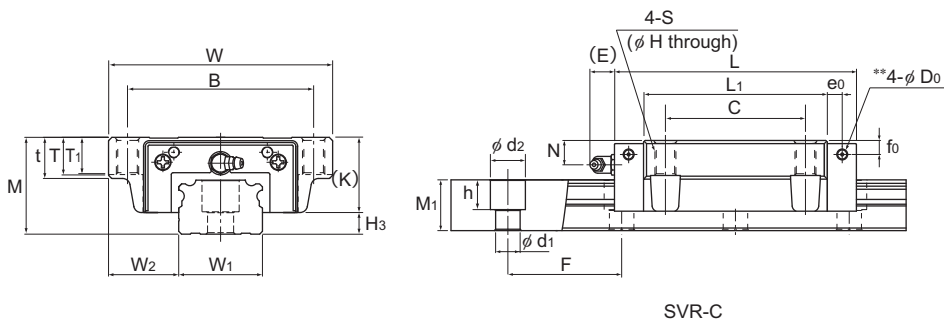 W
B
t
T
T1
M
(K)
H3
W2
W1
4-S
(φ H through)
(E)
L
L1
e0
**4-φ D0
C
N
f0
φ d2
h
M1
φ d1
F
SVR-C